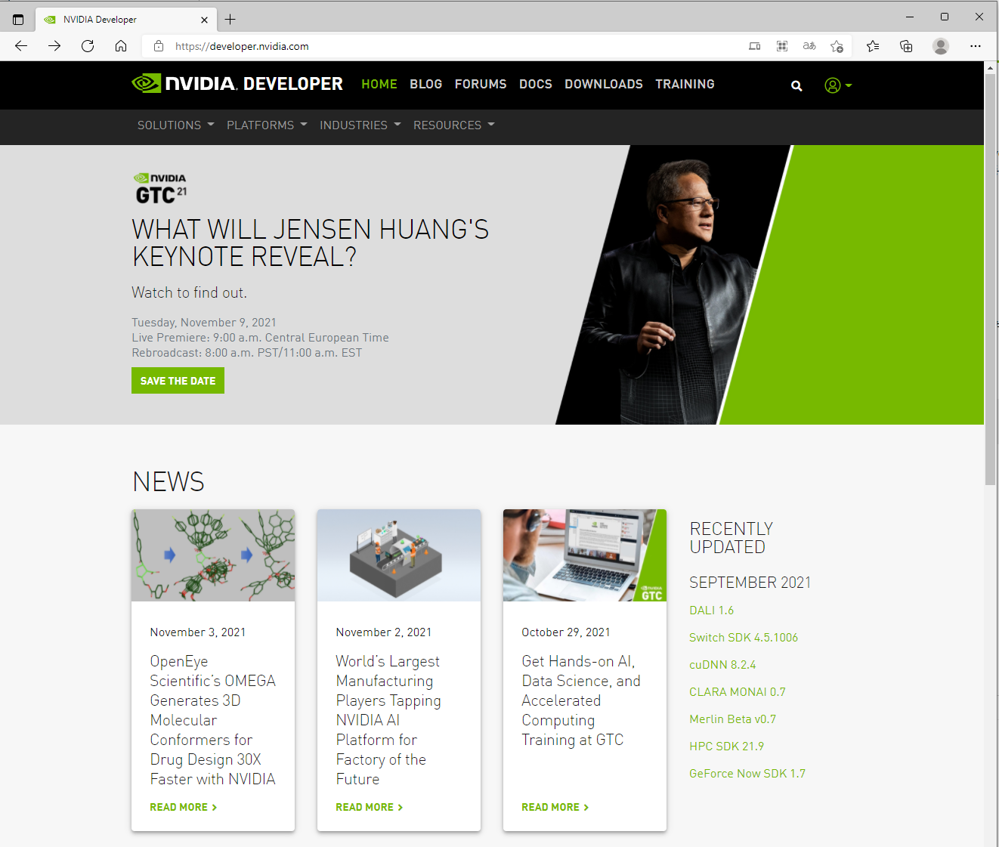 NVIDIA Developer
https://developer.nvidia.com
aあ
NVIDIA. DEVELOPER
HOME BLOG FORUMS DOCS DOWNLOADS TRAINING
SOLUTIONS PLATFORMS INDUSTRIES RESOURCES
NVIDIA
GTC 21
WHAT WILL JENSEN HUANG'S
KEYNOTE REVEAL?
Watch to find out.
Tuesday, November 9, 2021
Live Premiere: 9:00 a.m. Central European Time
Rebroadcast: 8:00 a.m. PST/11:00 a.m. EST
SAVE THE DATE
NEWS
November 3, 2021
OpenEye
Scientific’s OMEGA
Generates 3D
Molecular
Conformers for
Drug Design 30X
Faster with NVIDIA
READ MORE
November 2, 2021
World’s Largest
Manufacturing
Players Tapping
NVIDIA AI
Platform for
Factory of the
Future
READ MORE
NVIDIA
GTC
October 29, 2021
Get Hands-on AI,
Data Science, and
Accelerated
Computing
Training at GTC
READ MORE
RECENTLY
UPDATED
SEPTEMBER 2021
DALI 1.6
Switch SDK 4.5.1006
cuDNN 8.2.4
CLARA MONAI 0.7
Merlin Beta v0.7
HPC SDK 21.9
GeForce Now SDK 1.7